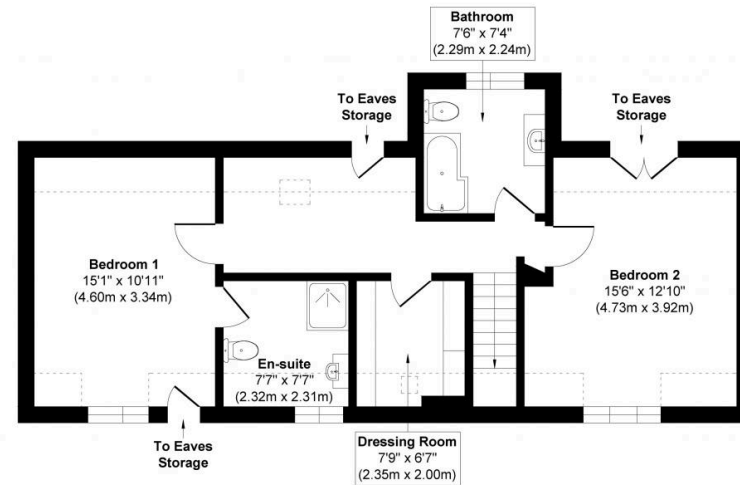 Bathroom
7'6" x 7'4"
(2.29m x 2.24m)
To Eaves
Storage
To Eaves
Storage
Bedroom 1
15'1" x 10'11"
(4.60m x 3.34m)
Bedroom 2
15'6" x 12'10"
(4.73m x 3.92m)
En-suite
7'7" x 7'7"
(2.32m x 2.31m)
To Eaves
Storage
Dressing Room
7'9" x 6'7"
(2.35m x 2.00m)